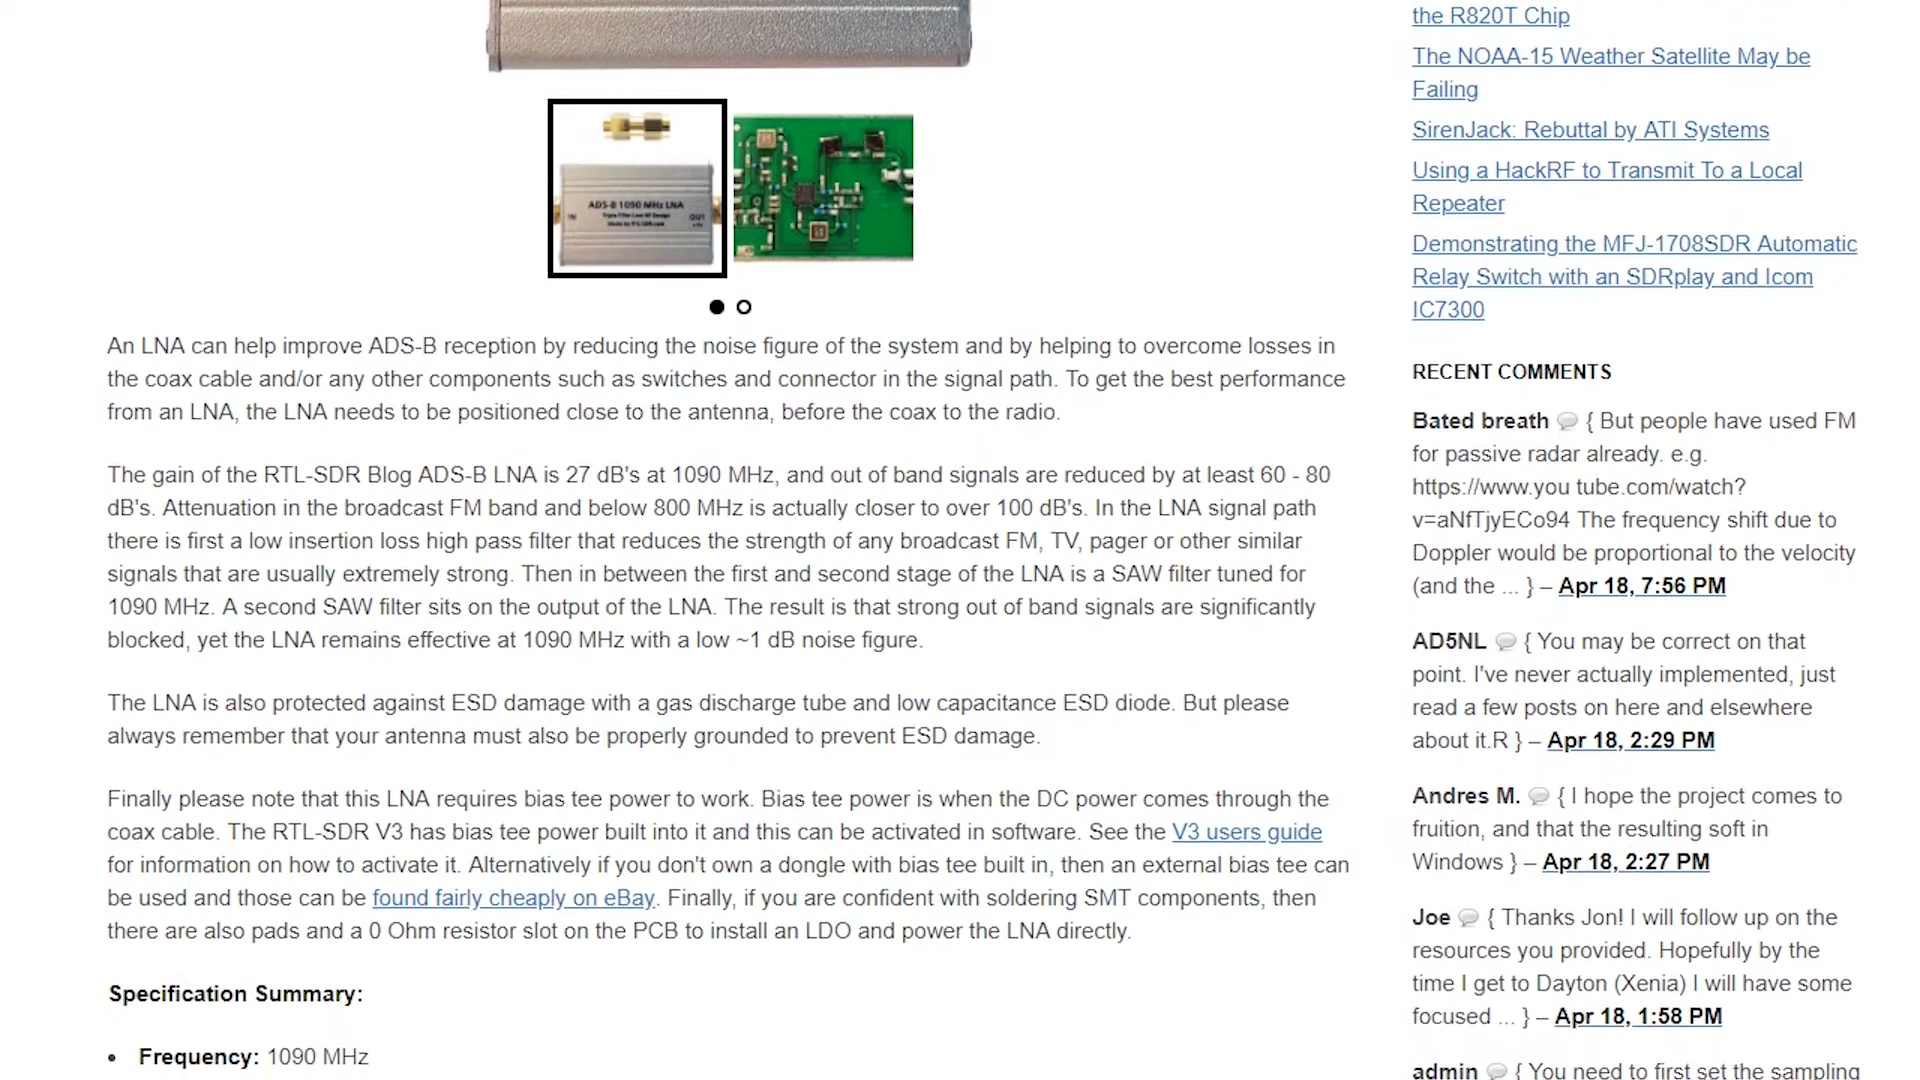 ADS-B 1090 MHz LNA
IN
OUT
An LNA can help improve ADS-B reception by reducing the noise figure of the system and by helping to overcome losses in
the coax cable and/or any other components such as switches and connector in the signal path. To get the best performance
from an LNA, the LNA needs to be positioned close to the antenna, before the coax to the radio.
The gain of the RTL-SDR Blog ADS-B LNA is 27 dB's at 1090 MHz, and out of band signals are reduced by at least 60 - 80
dB's. Attenuation in the broadcast FM band and below 800 MHz is actually closer to over 100 dB's. In the LNA signal path
there is first a low insertion loss high pass filter that reduces the strength of any broadcast FM, TV, pager or other similar
signals that are usually extremely strong. Then in between the first and second stage of the LNA is a SAW filter tuned for
1090 MHz. A second SAW filter sits on the output of the LNA. The result is that strong out of band signals are significantly
blocked, yet the LNA remains effective at 1090 MHz with a low ~1 dB noise figure.
The LNA is also protected against ESD damage with a gas discharge tube and low capacitance ESD diode. But please
always remember that your antenna must also be properly grounded to prevent ESD damage.
Finally please note that this LNA requires bias tee power to work. Bias tee power is when the DC power comes through the
coax cable. The RTL-SDR V3 has bias tee power built into it and this can be activated in software. See the V3 users guide
for information on how to activate it. Alternatively if you don't own a dongle with bias tee built in, then an external bias tee can
be used and those can be found fairly cheaply on eBay. Finally, if you are confident with soldering SMT components, then
there are also pads and a 0 Ohm resistor slot on the PCB to install an LDO and power the LNA directly.
Specification Summary:
• Frequency: 1090 MHz
the R820T Chip
The NOAA-15 Weather Satellite May be
Failing
SirenJack: Rebuttal by ATI Systems
Using a HackRF to Transmit To a Local
Repeater
Demonstrating the MFJ-1708SDR Automatic
Relay Switch with an SDRplay and Icom
IC7300
RECENT COMMENTS
Bated breath { But people have used FM
for passive radar already. e.g.
https://www.you tube.com/watch?
v=aNfTjyECo94 The frequency shift due to
Doppler would be proportional to the velocity
(and the ... } – Apr 18, 7:56 PM
AD5NL { You may be correct on that
point. I've never actually implemented, just
read a few posts on here and elsewhere
about it.R } – Apr 18, 2:29 PM
Andres M. { I hope the project comes to
fruition, and that the resulting soft in
Windows } – Apr 18, 2:27 PM
Joe { Thanks Jon! I will follow up on the
resources you provided. Hopefully by the
time I get to Dayton (Xenia) I will have some
focused ... } – Apr 18, 1:58 PM
admin { You need to first set the sampling